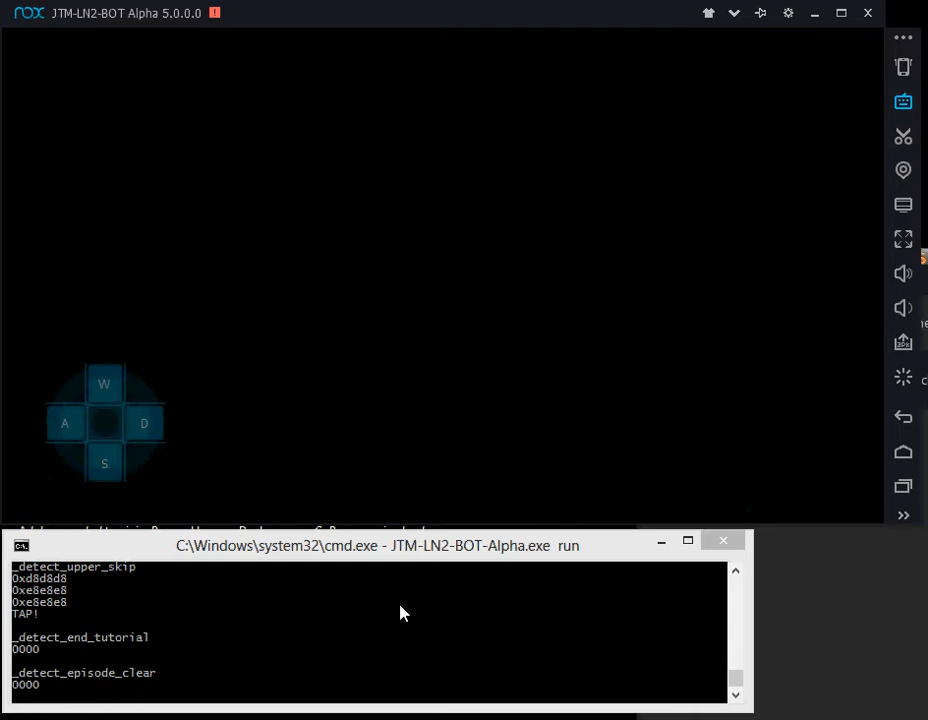 nox JTM-LN2-BOT Alpha 5.0.0.0 !
W
A D
S
C:\Windows\system32\cmd.exe - JTM-LN2-BOT-Alpha.exe run
_detect_upper_skip
0xd8d8d8
0xe8e8e8
0xe8e8e8
TAP!
_detect_end_tutorial
0000
_detect_episode_clear
0000